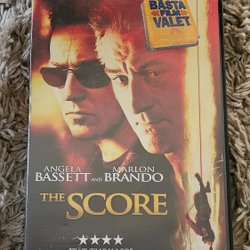 BÄSTA
FILM
VALET
ANGELA MARLON
BASSETT AND BRANDO
THE SCORE
★★★★